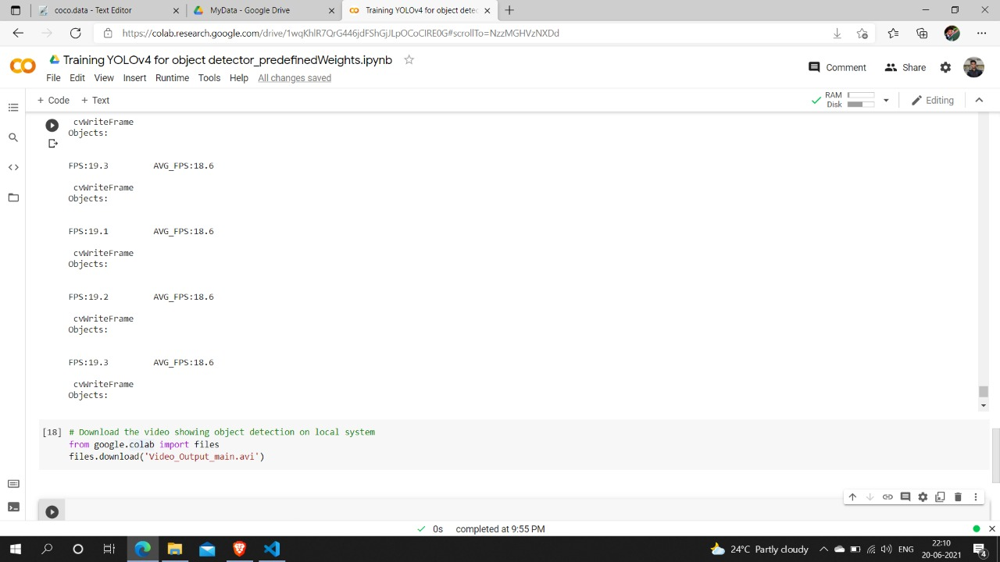 coco.data - Text Editor
MyData - Google Drive
Training YOLOv4 for object detec
https://colab.research.google.com/drive/1wqKhlR7QrG446jdFShGjJLpOCoCIRE0G#scrollTo=NzzMGHVzNXDd
Training YOLOv4 for object detector_predefinedWeights.ipynb
Comment
Share
File Edit View Insert Runtime Tools Help All changes saved
+ Code + Text
RAM
Disk
Editing
cvWriteFrame
Objects:
FPS:19.3 AVG_FPS:18.6
cvWriteFrame
Objects:
FPS:19.1 AVG_FPS:18.6
cvWriteFrame
Objects:
FPS:19.2 AVG_FPS:18.6
cvWriteFrame
Objects:
FPS:19.3 AVG_FPS:18.6
cvWriteFrame
Objects:
[18] # Download the video showing object detection on local system
from google.colab import files
files.download('Video_Output_main.avi')
0s completed at 9:55 PM
24°C Partly cloudy
ENG
22:10
20-06-2021
4